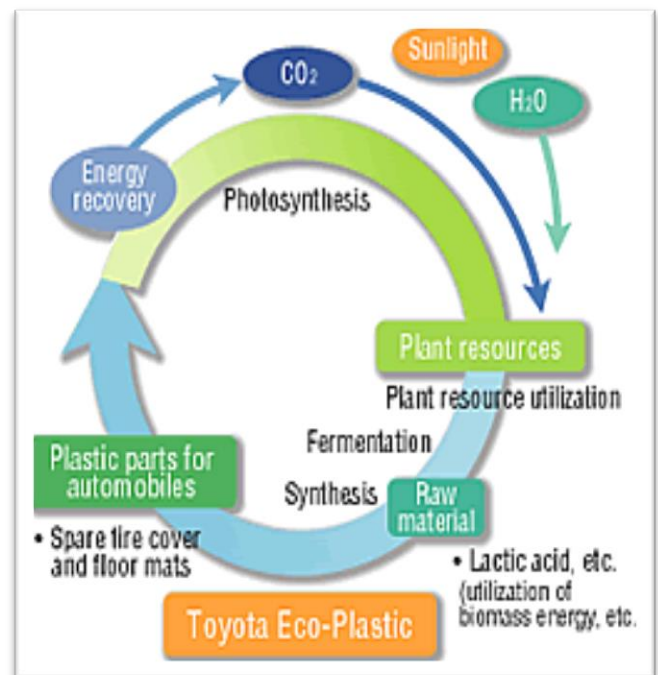 CO₂
Sunlight
H₂O
Energy
recovery
Photosynthesis
Plant resources
Plant resource utilization
Fermentation
Synthesis
Raw
material
• Lactic acid, etc.
(utilization of
biomass energy, etc.
Plastic parts for
automobiles
• Spare tire cover
and floor mats
Toyota Eco-Plastic